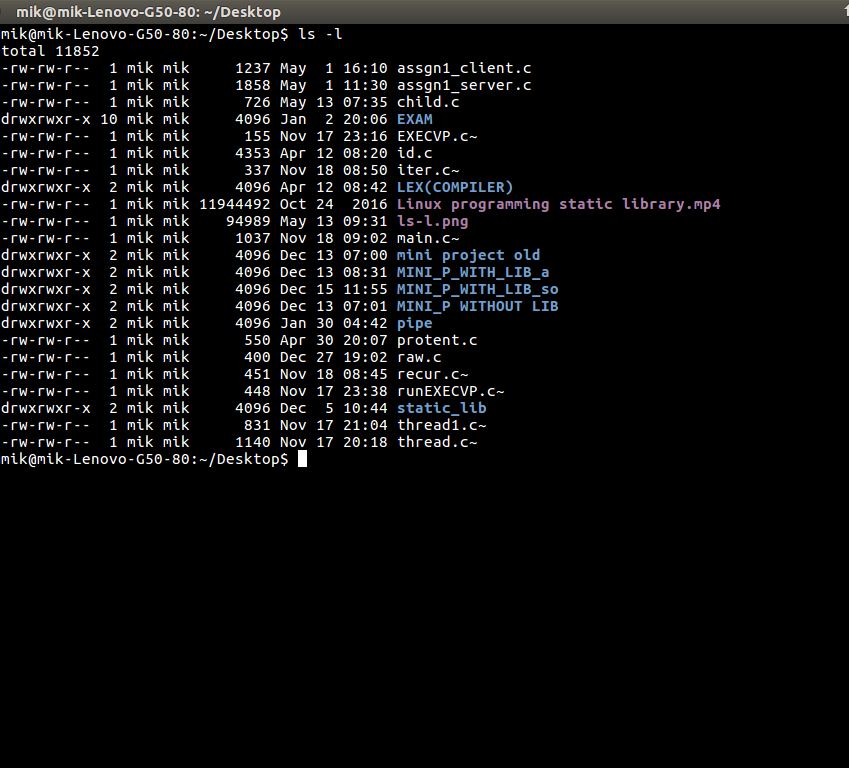 mik@mik-Lenovo-G50-80: ~/Desktop
mik@mik-Lenovo-G50-80:~/Desktop$ ls -l
total 11852
-rw-rw-r--  1 mik mik     1237 May  1 16:10 assgn1_client.c
-rw-rw-r--  1 mik mik     1858 May  1 11:30 assgn1_server.c
-rw-rw-r--  1 mik mik      726 May 13 07:35 child.c
drwxrwxr-x 10 mik mik     4096 Jan  2 20:06 EXAM
-rw-rw-r--  1 mik mik      155 Nov 17 23:16 EXECVP.c~
-rw-rw-r--  1 mik mik     4353 Apr 12 08:20 id.c
-rw-rw-r--  1 mik mik      337 Nov 18 08:50 iter.c~
drwxrwxr-x  2 mik mik     4096 Apr 12 08:42 LEX(COMPILER)
-rw-rw-r--  1 mik mik 11944492 Oct 24  2016 Linux programming static library.mp4
-rw-rw-r--  1 mik mik    94989 May 13 09:31 ls-l.png
-rw-rw-r--  1 mik mik     1037 Nov 18 09:02 main.c~
drwxrwxr-x  2 mik mik     4096 Dec 13 07:00 mini project old
drwxrwxr-x  2 mik mik     4096 Dec 13 08:31 MINI_P_WITH_LIB_a
drwxrwxr-x  2 mik mik     4096 Dec 15 11:55 MINI_P_WITH_LIB_so
drwxrwxr-x  2 mik mik     4096 Dec 13 07:01 MINI_P WITHOUT LIB
drwxrwxr-x  2 mik mik     4096 Jan 30 04:42 pipe
-rw-rw-r--  1 mik mik      550 Apr 30 20:07 protent.c
-rw-rw-r--  1 mik mik      400 Dec 27 19:02 raw.c
-rw-rw-r--  1 mik mik      451 Nov 18 08:45 recur.c~
-rw-rw-r--  1 mik mik      448 Nov 17 23:38 runEXECVP.c~
drwxrwxr-x  2 mik mik     4096 Dec  5 10:44 static_lib
-rw-rw-r--  1 mik mik      831 Nov 17 21:04 thread1.c~
-rw-rw-r--  1 mik mik     1140 Nov 17 20:18 thread.c~
mik@mik-Lenovo-G50-80:~/Desktop$